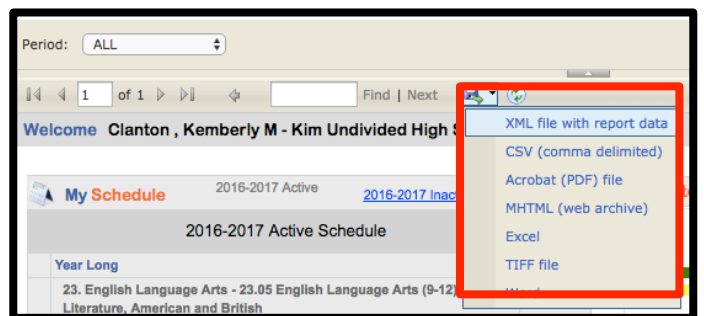 Period: ALL
1 of 1 Find | Next
Welcome Clanton , Kemberly M - Kim Undivided High
XML file with report data
CSV (comma delimited)
Acrobat (PDF) file
MHTML (web archive)
Excel
TIFF file
My Schedule 2016-2017 Active 2016-2017
2016-2017 Active Schedule
Year Long
23. English Language Arts - 23.05 English Language Arts (9-12)
Literature, American and British